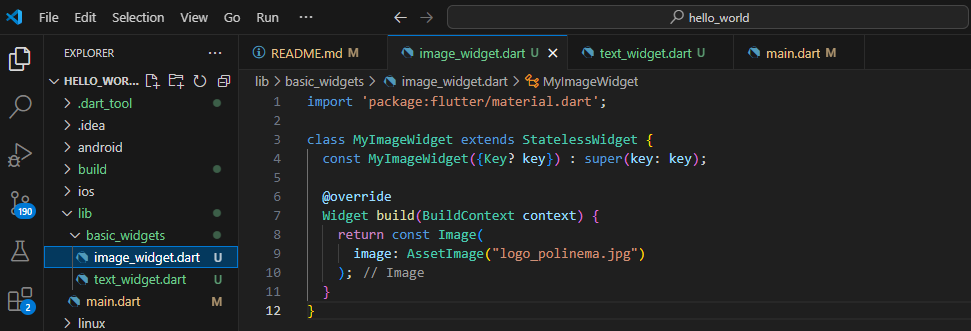 File Edit Selection View Go Run ··· hello_world
EXPLORER ···
README.md M image_widget.dart U text_widget.dart U main.dart M
lib > basic_widgets > image_widget.dart > MyImageWidget
HELLO_WOR...
> .dart_tool
> .idea
> android
> build
> ios
lib
basic_widgets
image_widget.dart U
text_widget.dart U
main.dart M
> linux
190
2
1 import 'package:flutter/material.dart';
2
3 class MyImageWidget extends StatelessWidget {
4 const MyImageWidget({Key? key}) : super(key: key);
5
6 @override
7 Widget build(BuildContext context) {
8 return const Image(
9 image: AssetImage("logo_polinema.jpg")
10 ); // Image
11 }
12 }